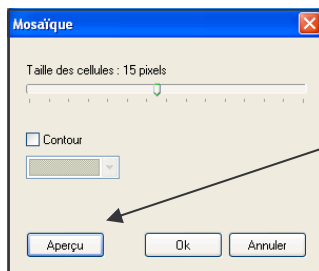 Mosaïque
Taille des cellules : 15 pixels
Contour
Aperçu Ok Annuler